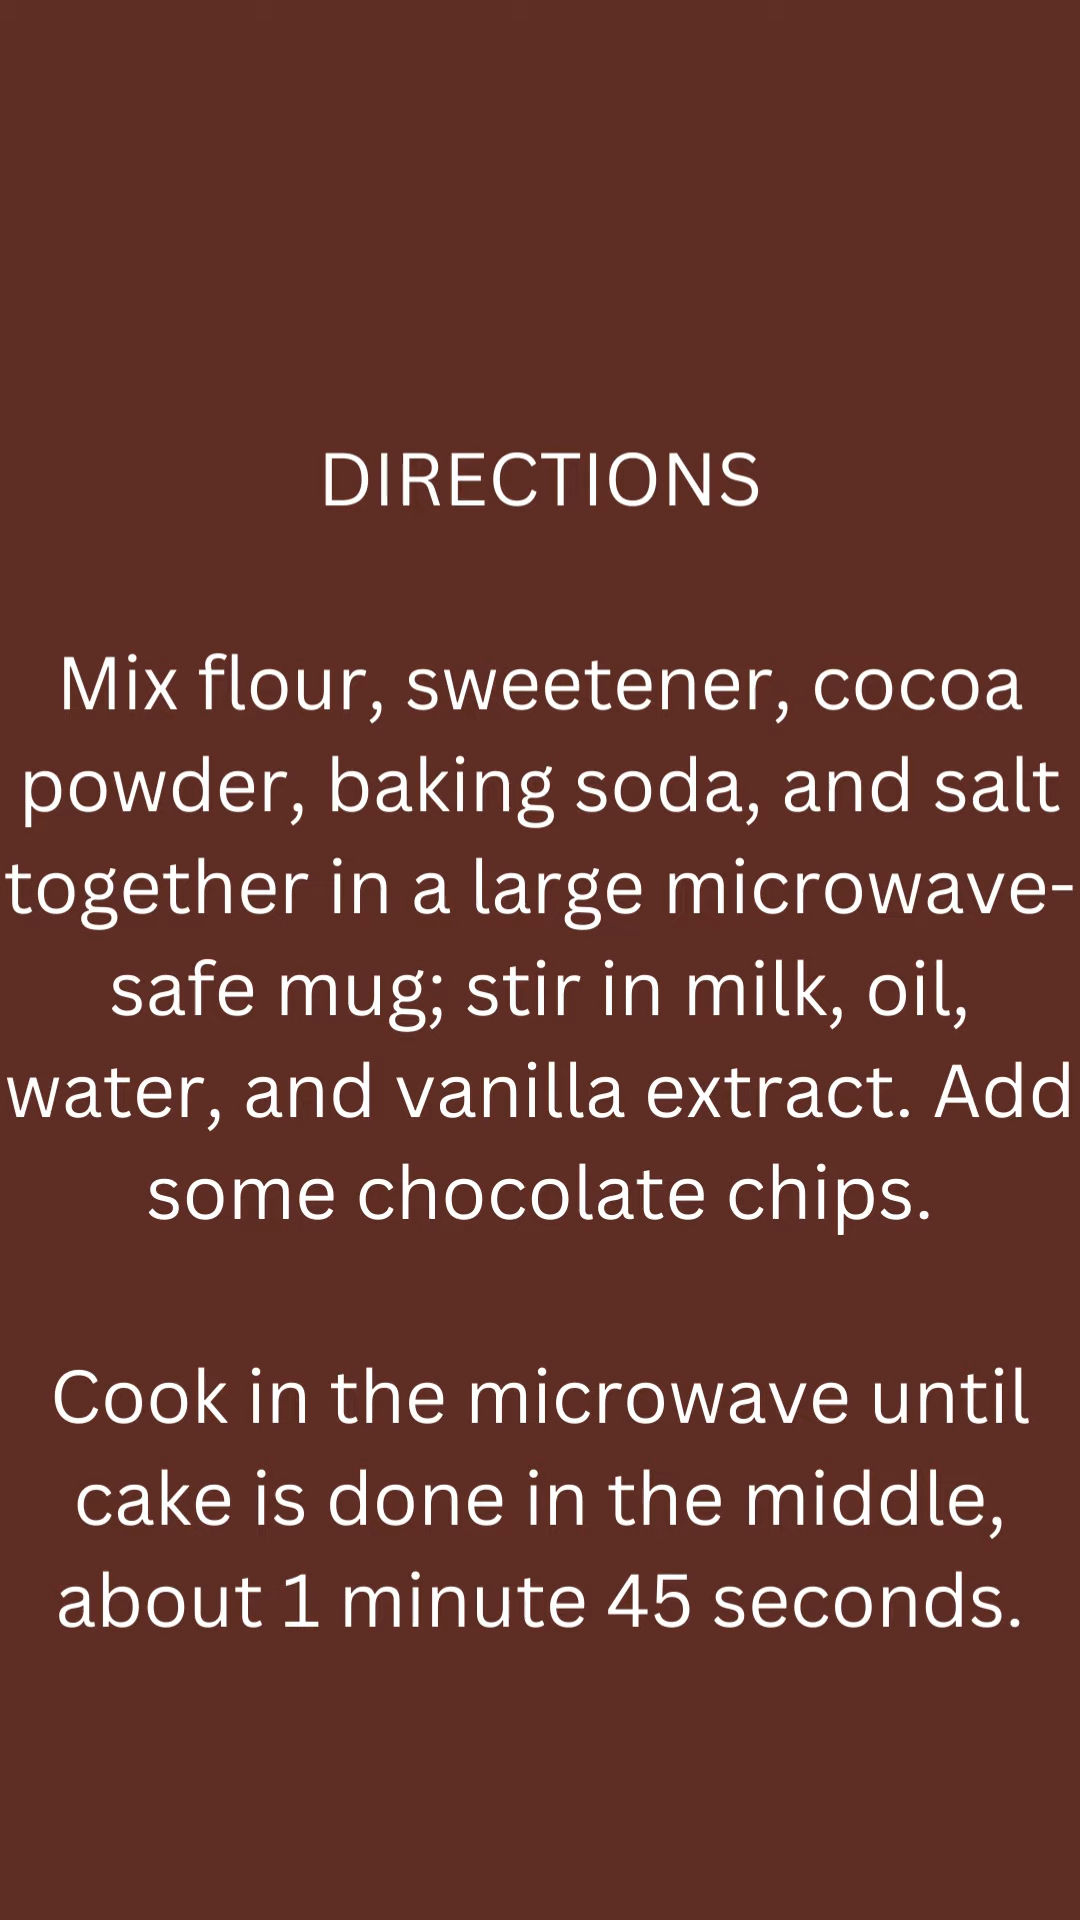 DIRECTIONS
Mix flour, sweetener, cocoa
powder, baking soda, and salt
together in a large microwave-
safe mug; stir in milk, oil,
water, and vanilla extract. Add
some chocolate chips.
Cook in the microwave until
cake is done in the middle,
about 1 minute 45 seconds.